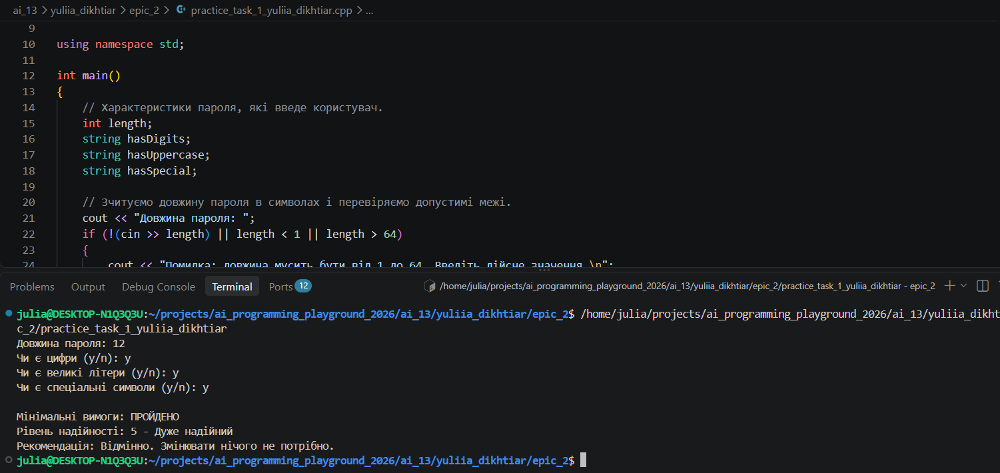 ai_13 > yuliia_dikhtiar > epic_2 > practice_task_1_yuliia_dikhtiar.cpp > ...
9
10 using namespace std;
11
12 int main()
13 {
14 // Характеристики пароля, які введе користувач.
15 int length;
16 string hasDigits;
17 string hasUppercase;
18 string hasSpecial;
19
20 // Зчитуємо довжину пароля в символах і перевіряємо допустимі межі.
21 cout << "Довжина пароля: ";
22 if (!(cin >> length) || length < 1 || length > 64)
23 {
24 cout << "Помилка: довжина мусить бути від 1 до 64. Введіть дійсне значення.\n";
Problems Output Debug Console Terminal Ports 12 /home/julia/projects/ai_programming_playground_2026/ai_13/yuliia_dikhtiar/epic_2/practice_task_1_yuliia_dikhtiar - epic_2
julia@DESKTOP-N1Q3Q3U:~/projects/ai_programming_playground_2026/ai_13/yuliia_dikhtiar/epic_2$ /home/julia/projects/ai_programming_playground_2026/ai_13/yuliia_dikht
c_2/practice_task_1_yuliia_dikhtiar
Довжина пароля: 12
Чи є цифри (y/n): y
Чи є великі літери (y/n): y
Чи є спеціальні символи (y/n): y
Мінімальні вимоги: ПРОЙДЕНО
Рівень надійності: 5 - Дуже надійний
Рекомендація: Відмінно. Змінювати нічого не потрібно.
julia@DESKTOP-N1Q3Q3U:~/projects/ai_programming_playground_2026/ai_13/yuliia_dikhtiar/epic_2$